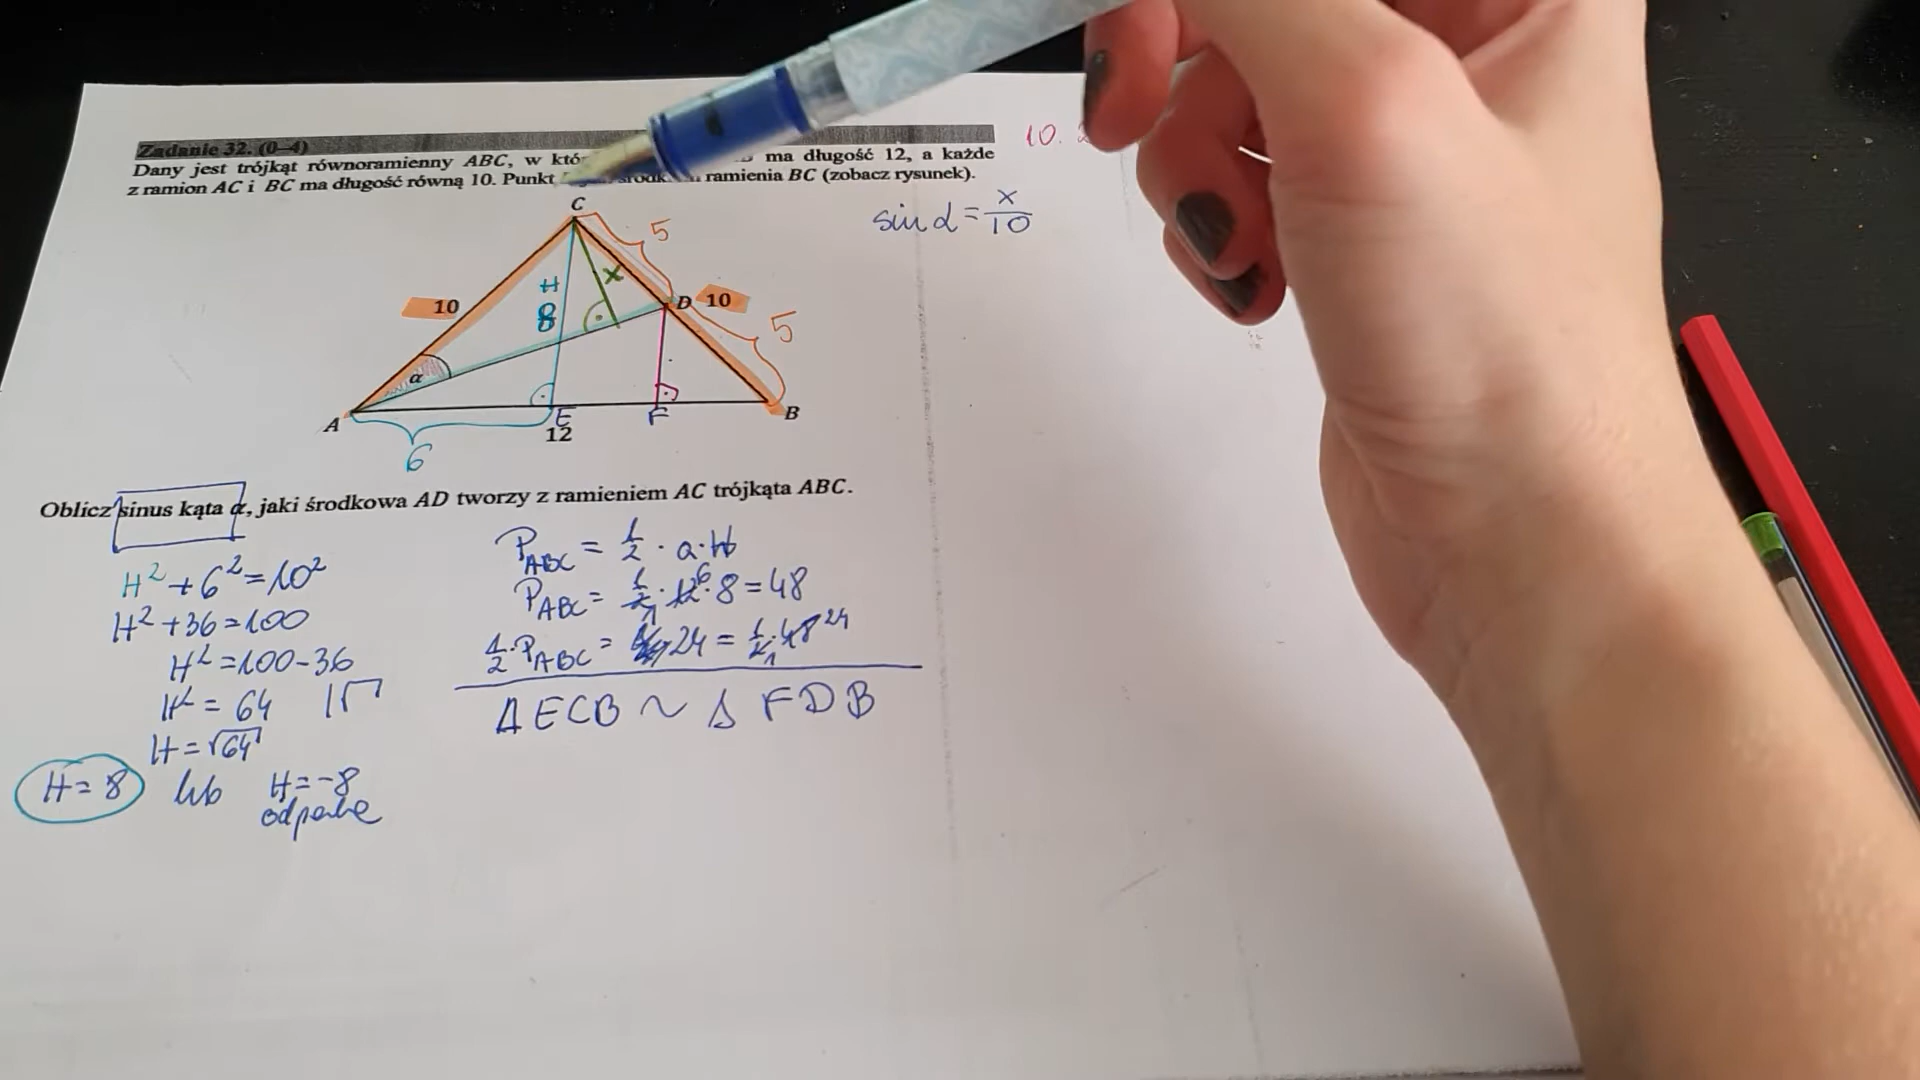 Zadanie 32. (0–4)
Dany jest trójkąt równoramienny ABC, w ma długość 12, a każde
z ramion AC i BC ma długość równą 10. Punkt ramienia BC (zobacz rysunek).
10.
sin α = x/10
C
5
H
x
10
8
D
10
5
α
A
E
F
B
12
6
Oblicz sinus kąta α, jaki środkowa AD tworzy z ramieniem AC trójkąta ABC.
H² + 6² = 10²
H² + 36 = 100
H² = 100 - 36
H² = 64 |√
H = √64
H = 8 lub H = -8
P_ABC = 1/2 · a · H
P_ABC = 1/2 · 12 6 · 8 = 48
1/2 · P_ABC = 24 = 1/2 · 48 24
Δ ECB ~ Δ FDB